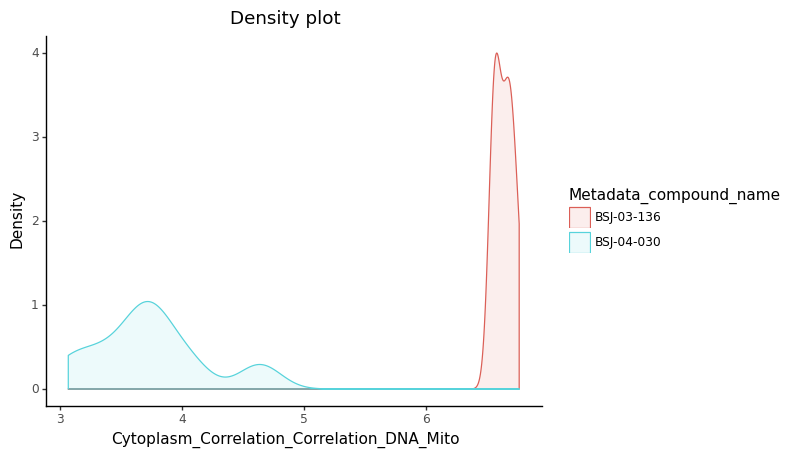 Density plot
4
3
2
1
0
Density
3
4
5
6
Cytoplasm_Correlation_Correlation_DNA_Mito
Metadata_compound_name
BSJ-03-136
BSJ-04-030